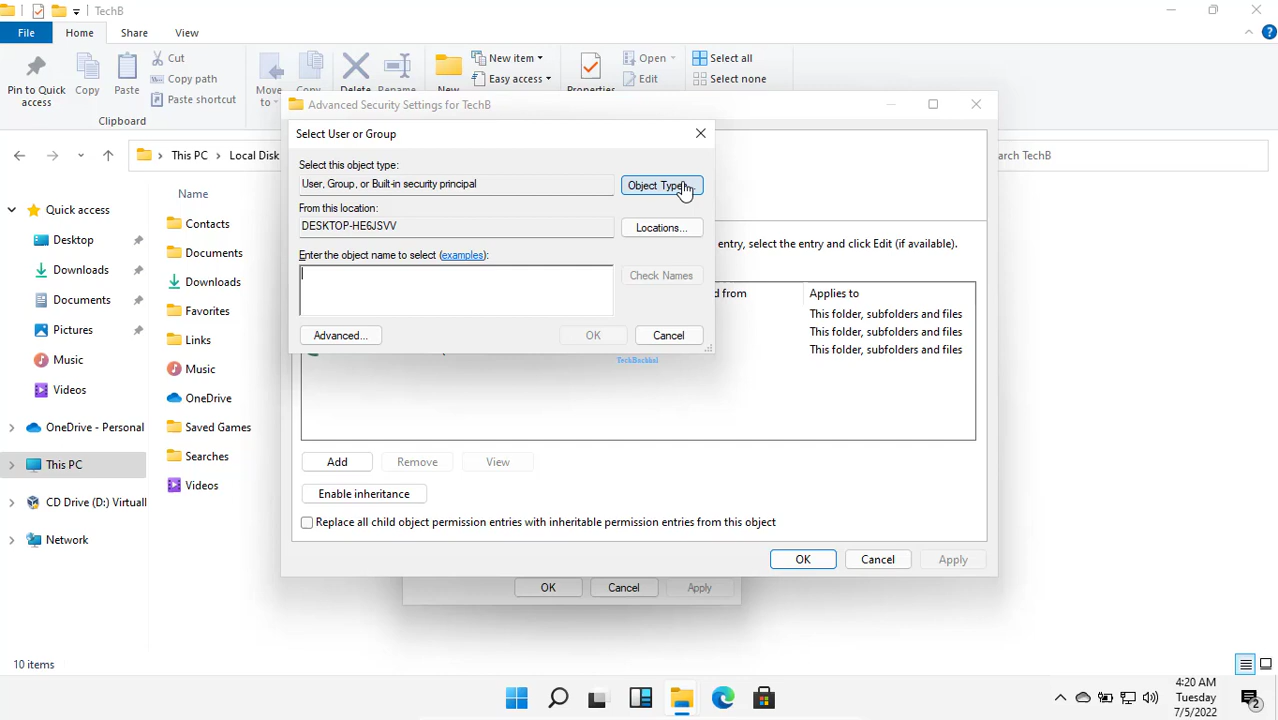 TechB
File
Home
Share
View
Pin to Quick access
Copy
Paste
Cut
Copy path
Paste shortcut
Clipboard
Move to
Copy
Delete
Rename
New
New item
Easy access
Properties
Open
Edit
Select all
Select none
This PC
Local Disk
arch TechB
Quick access
Desktop
Downloads
Documents
Pictures
Music
Videos
OneDrive - Personal
This PC
CD Drive (D:) Virtuall
Network
Name
Contacts
Documents
Downloads
Favorites
Links
Music
OneDrive
Saved Games
Searches
Videos
10 items
Advanced Security Settings for TechB
Select User or Group
Select this object type:
User, Group, or Built-in security principal
Object Types...
From this location:
DESKTOP-HE6JSVV
Locations...
Enter the object name to select (examples):
Check Names
Advanced...
OK
Cancel
TechBachhal
entry, select the entry and click Edit (if available).
d from
Applies to
This folder, subfolders and files
This folder, subfolders and files
This folder, subfolders and files
Add
Remove
View
Enable inheritance
Replace all child object permission entries with inheritable permission entries from this object
OK
Cancel
Apply
OK
Cancel
Apply
4:20 AM
Tuesday
7/5/2022
2